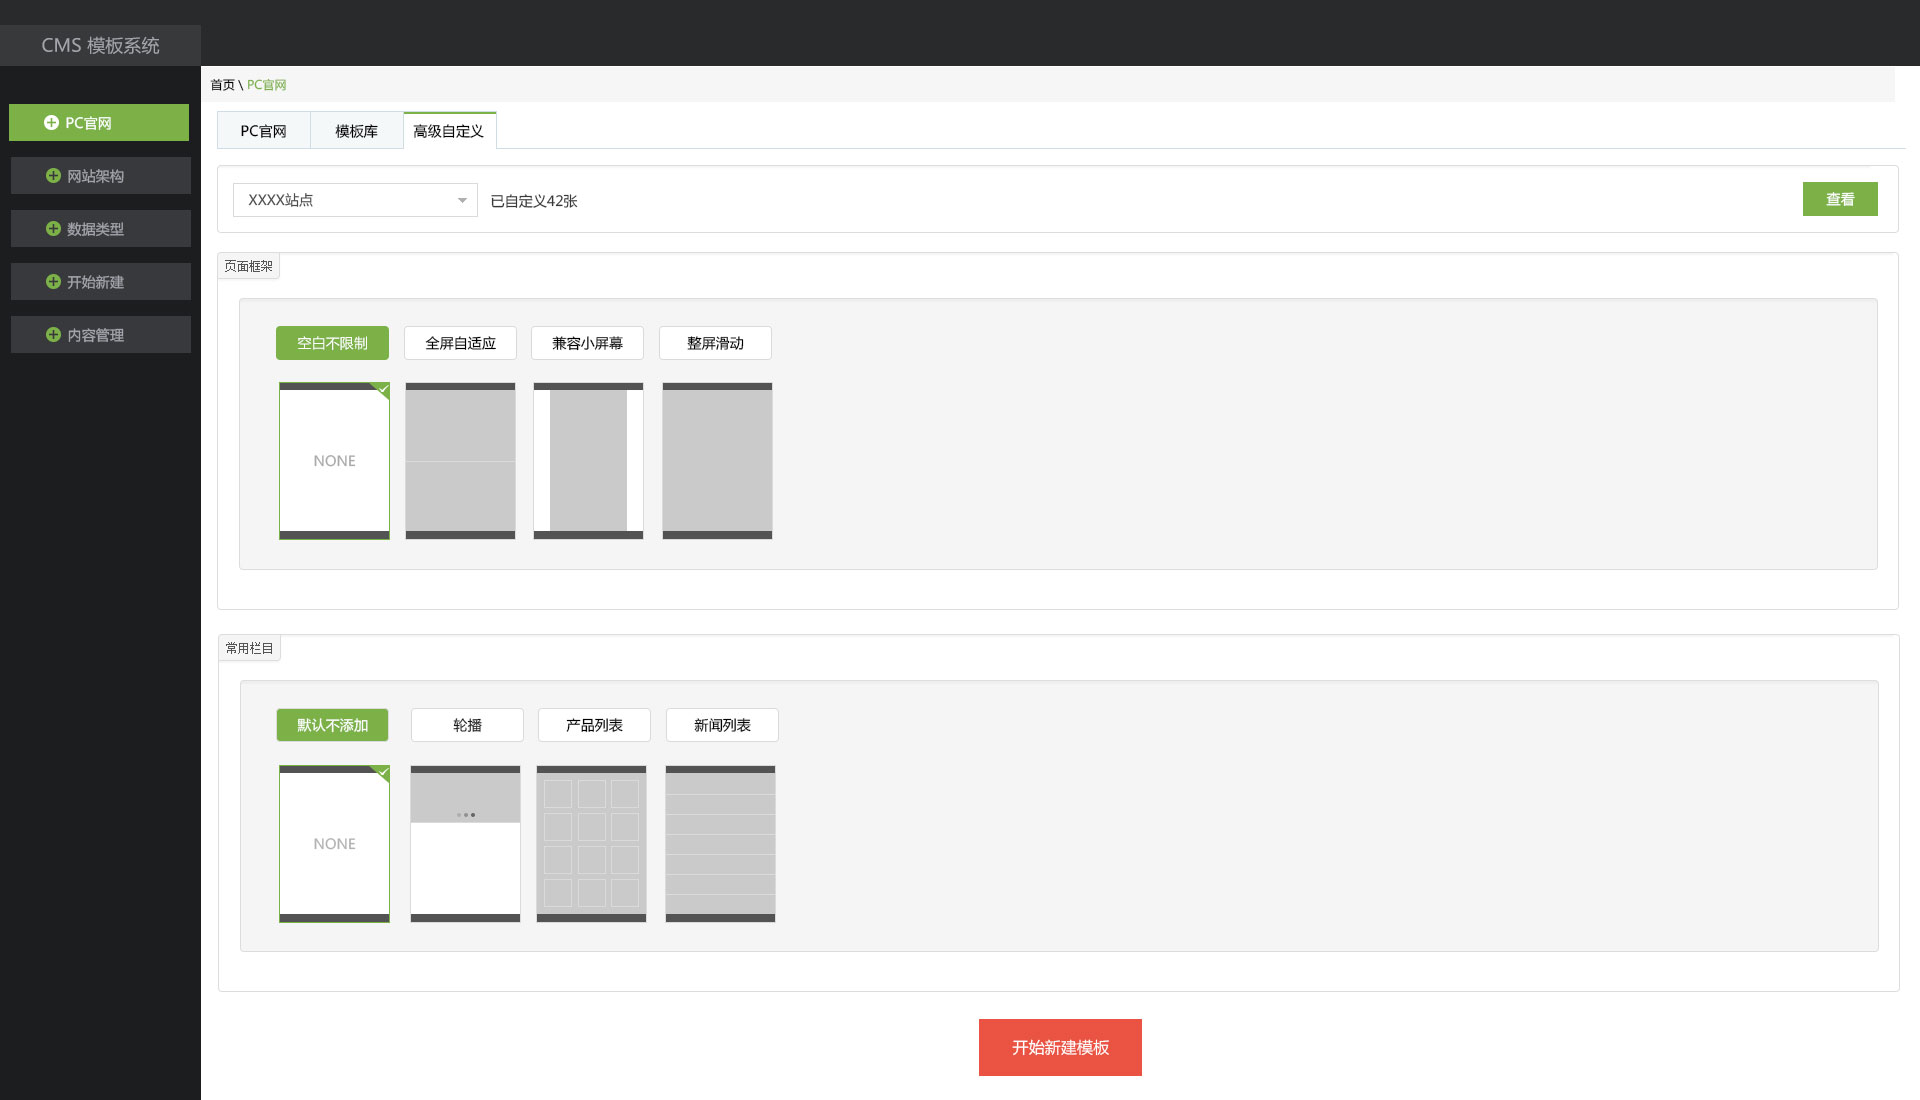 CMS 模板系统
首页 \ PC官网
PC官网
网站架构
数据类型
开始新建
内容管理
PC官网
模板库
高级自定义
XXXX站点
已自定义42张
查看
页面框架
空白不限制
全屏自适应
兼容小屏幕
整屏滑动
NONE
常用栏目
默认不添加
轮播
产品列表
新闻列表
NONE
开始新建模板